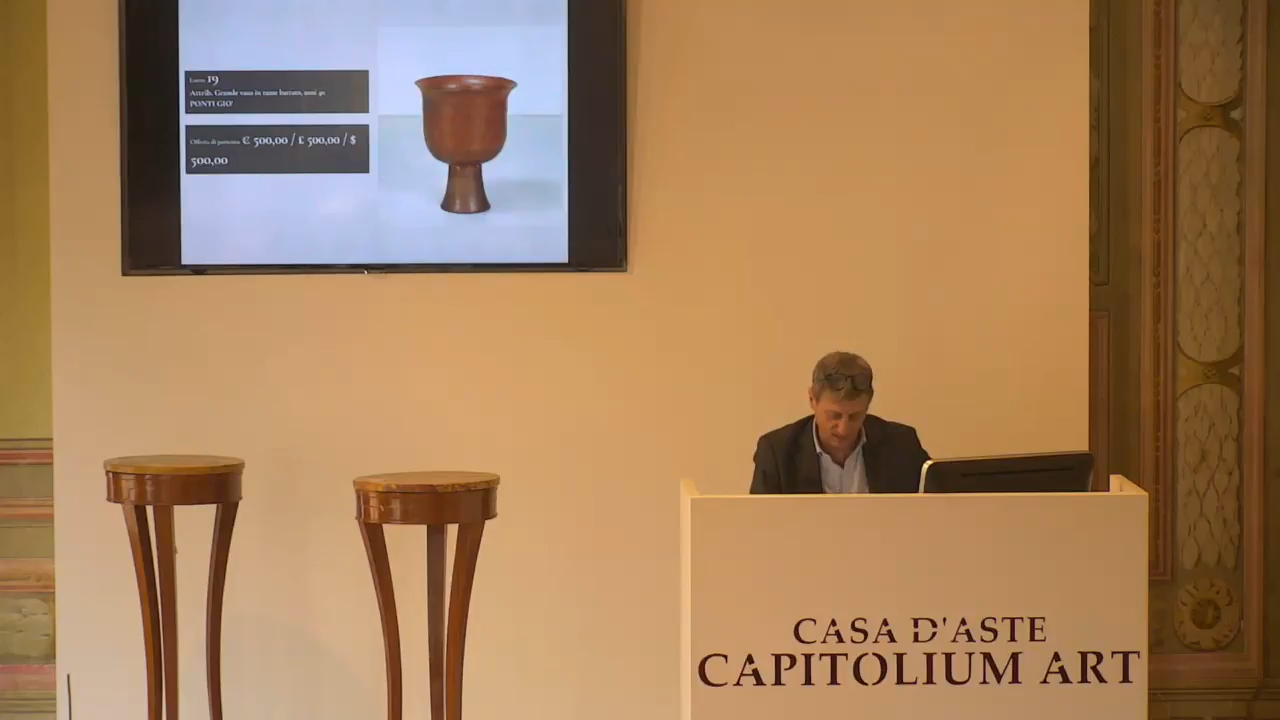 Lotto 19
Attrib. Grande vaso in rame battuto, anni 40
PONTI GIO'
Offerta di partenza € 500,00 / £ 500,00 / $
500,00
CASA D'ASTE
CAPITOLIUM ART